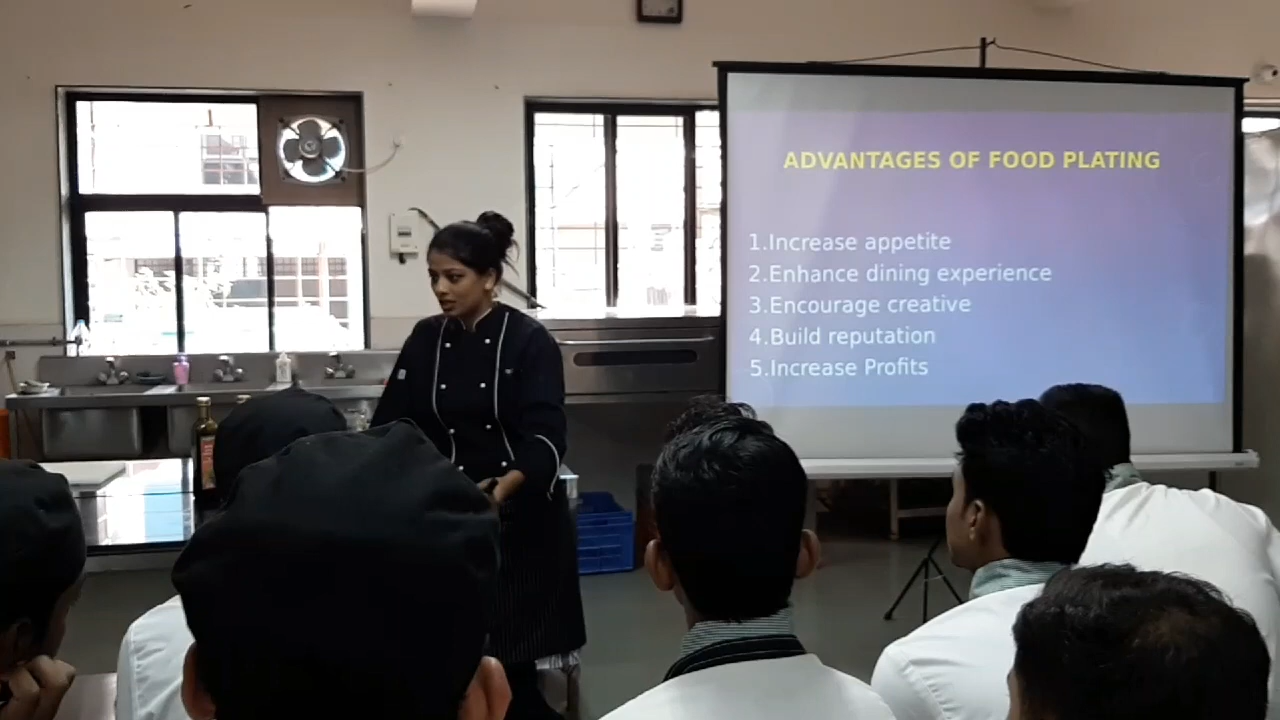 ADVANTAGES OF FOOD PLATING
1.Increase appetite
2.Enhance dining experience
3.Encourage creative
4.Build reputation
5.Increase Profits